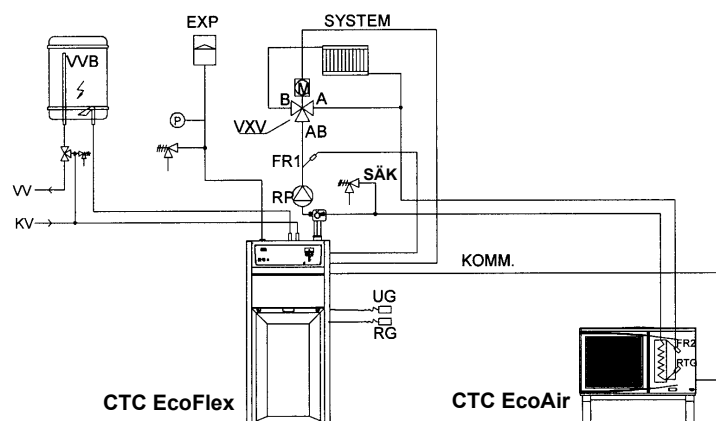 EXP
SYSTEM
VVB
M
B
A
P
VXV
AB
FR1
SÄK
VV
RP
KV
KOMM.
UG
RG
FR2
RTG
CTC EcoFlex
CTC EcoAir